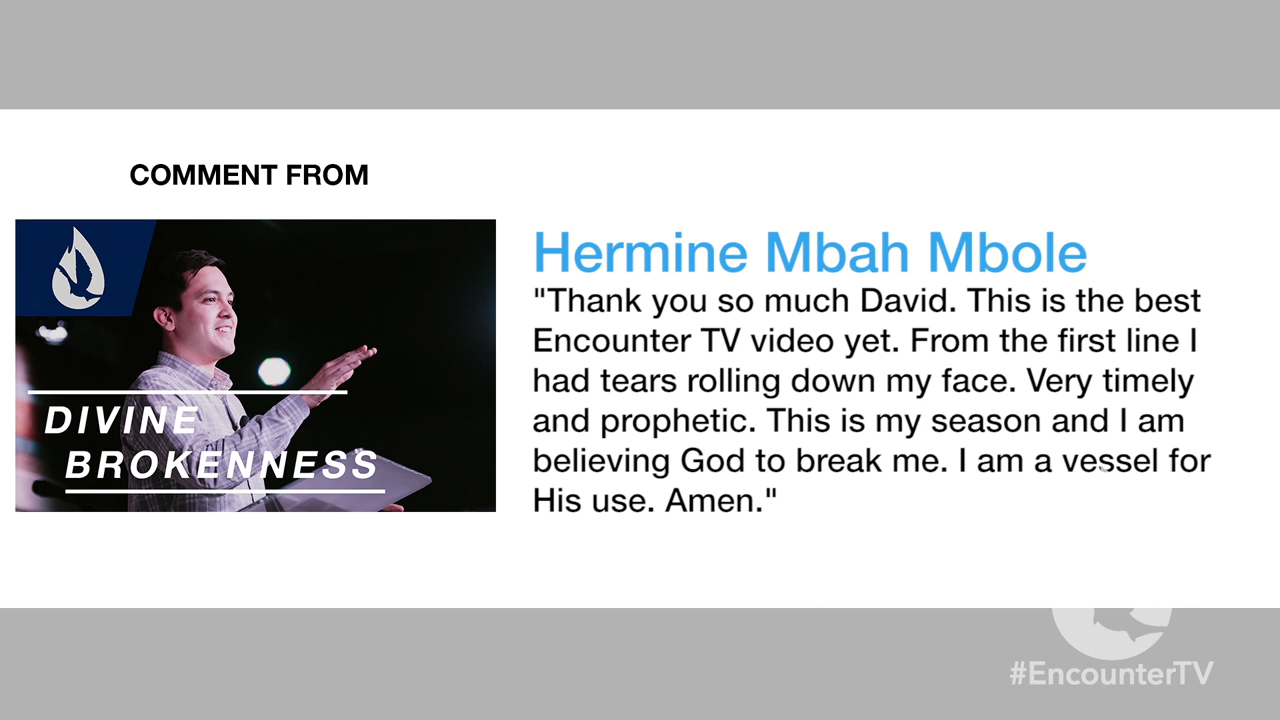 COMMENT FROM
DIVINE
BROKENNESS
Hermine Mbah Mbole
"Thank you so much David. This is the best
Encounter TV video yet. From the first line I
had tears rolling down my face. Very timely
and prophetic. This is my season and I am
believing God to break me. I am a vessel for
His use. Amen."
#EncounterTV